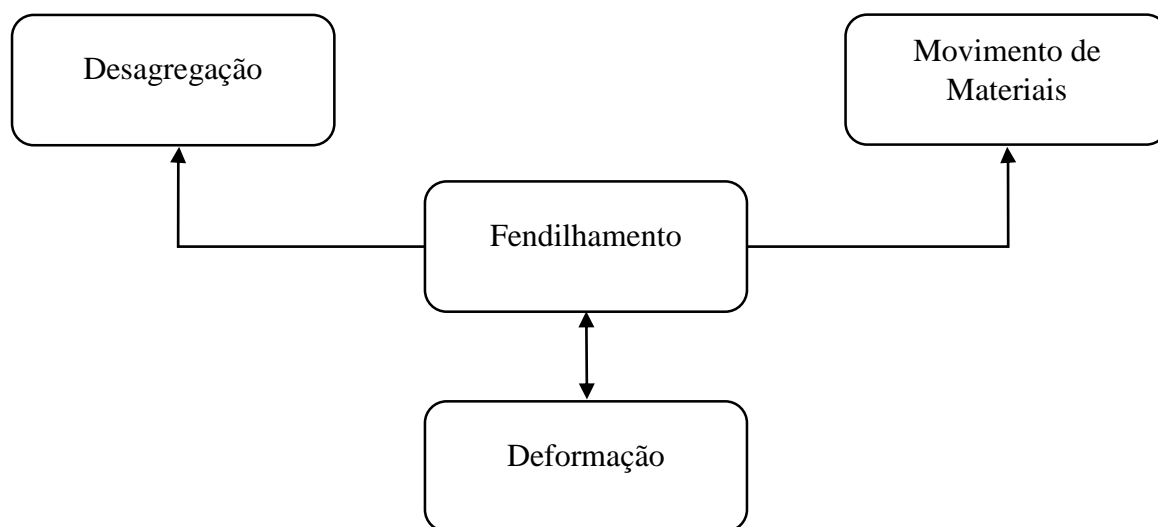 Desagregação
Movimento de
Materiais
Fendilhamento
Deformação